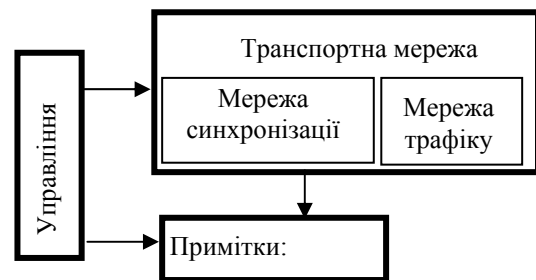 Управління
Транспортна мережа
Мережа
синхронізації
Мережа
трафіку
Примітки: